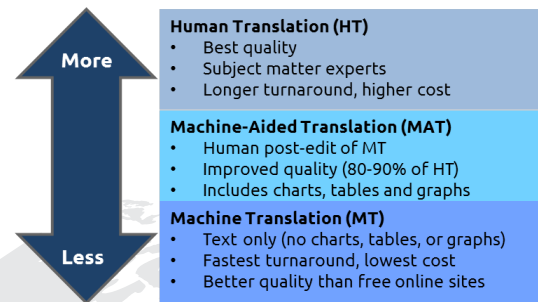 More
Human Translation (HT)
• Best quality
• Subject matter experts
• Longer turnaround, higher cost
Machine-Aided Translation (MAT)
• Human post-edit of MT
• Improved quality (80-90% of HT)
• Includes charts, tables and graphs
Machine Translation (MT)
• Text only (no charts, tables, or graphs)
• Fastest turnaround, lowest cost
• Better quality than free online sites
Less